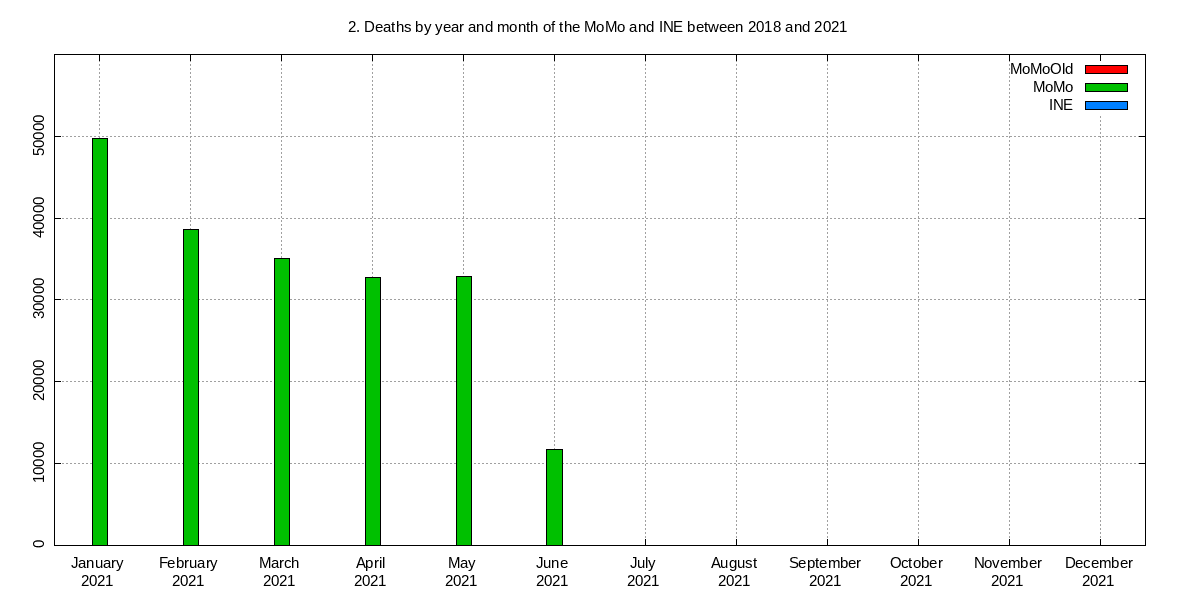 2. Deaths by year and month of the MoMo and INE between 2018 and 2021
MoMoOld
MoMo
INE
50000
40000
30000
20000
10000
0
January February March April May June July August September October November December
2021 2021 2021 2021 2021 2021 2021 2021 2021 2021 2021 2021